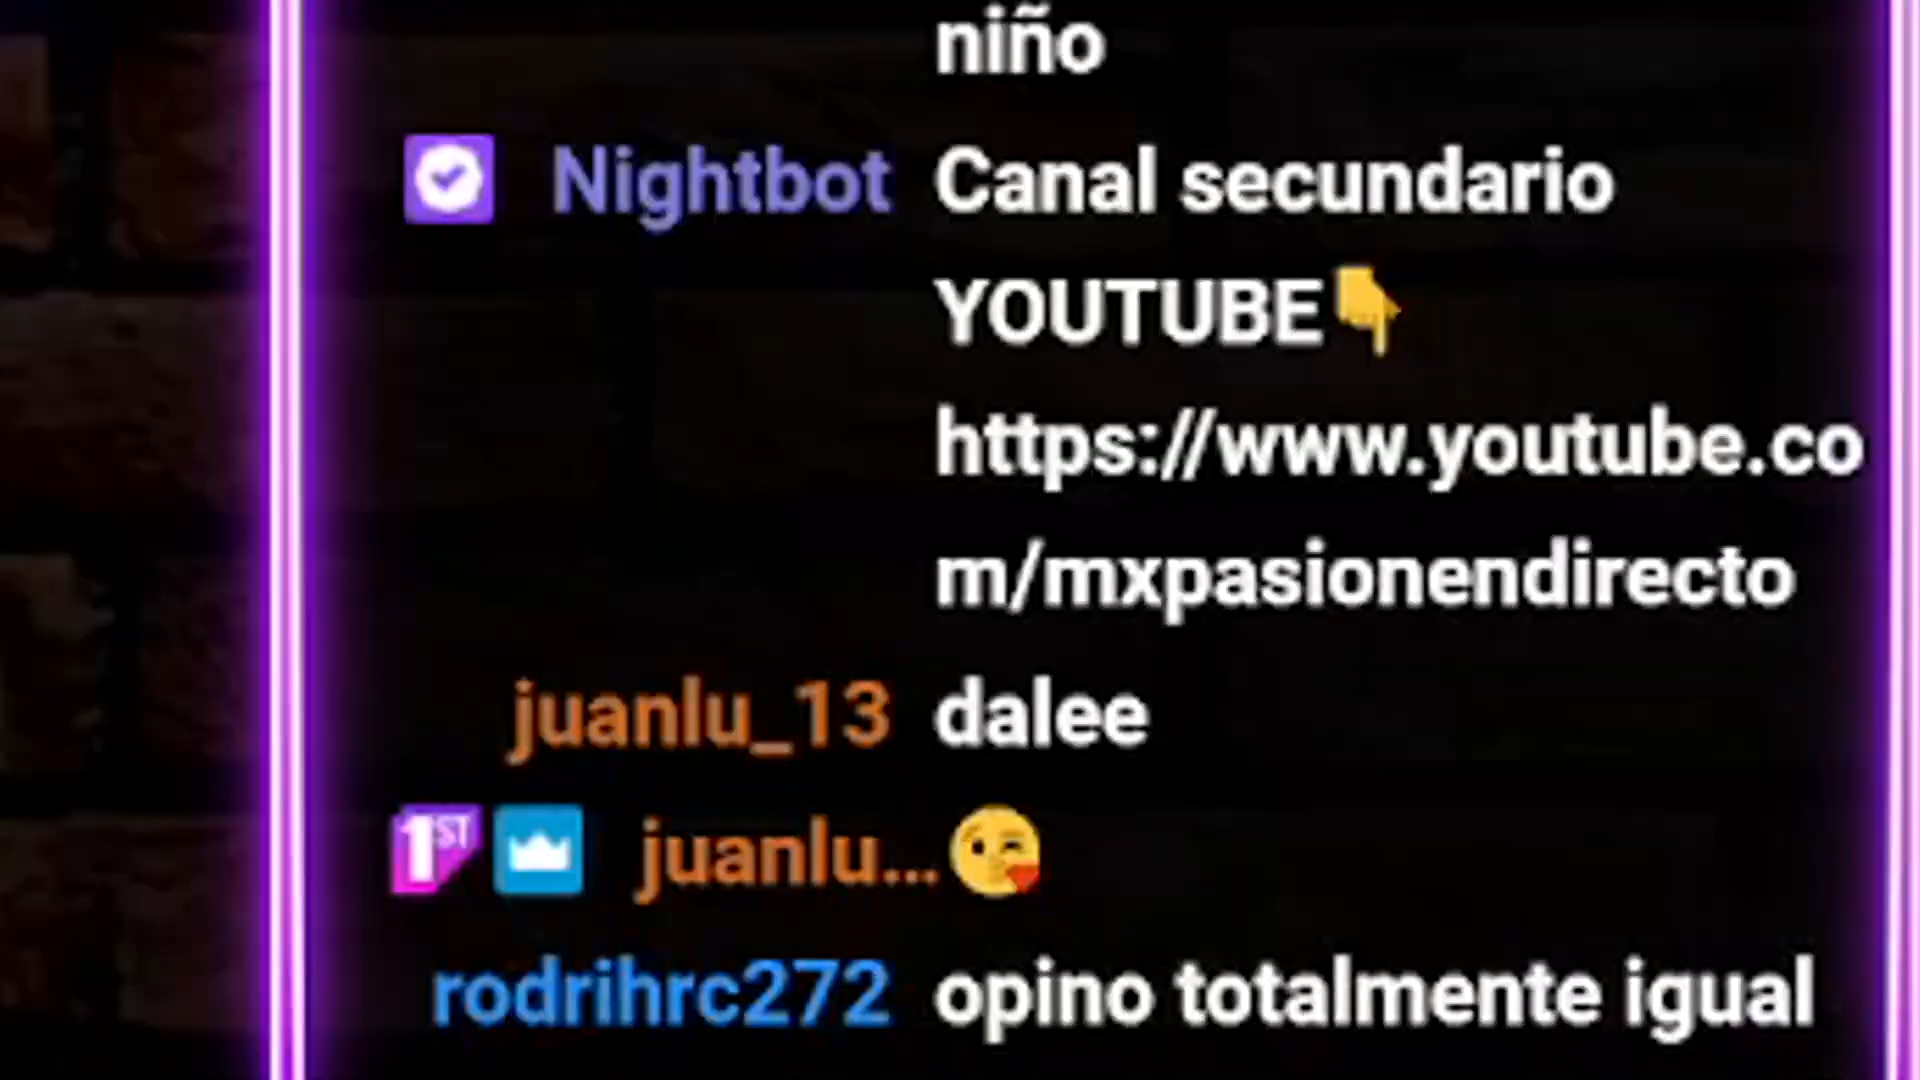 niño
Nightbot Canal secundario
YOUTUBE👇
https://www.youtube.co
m/mxpasionendirecto
juanlu_13 dalee
1ST juanlu...😘
rodrihrc272 opino totalmente igual